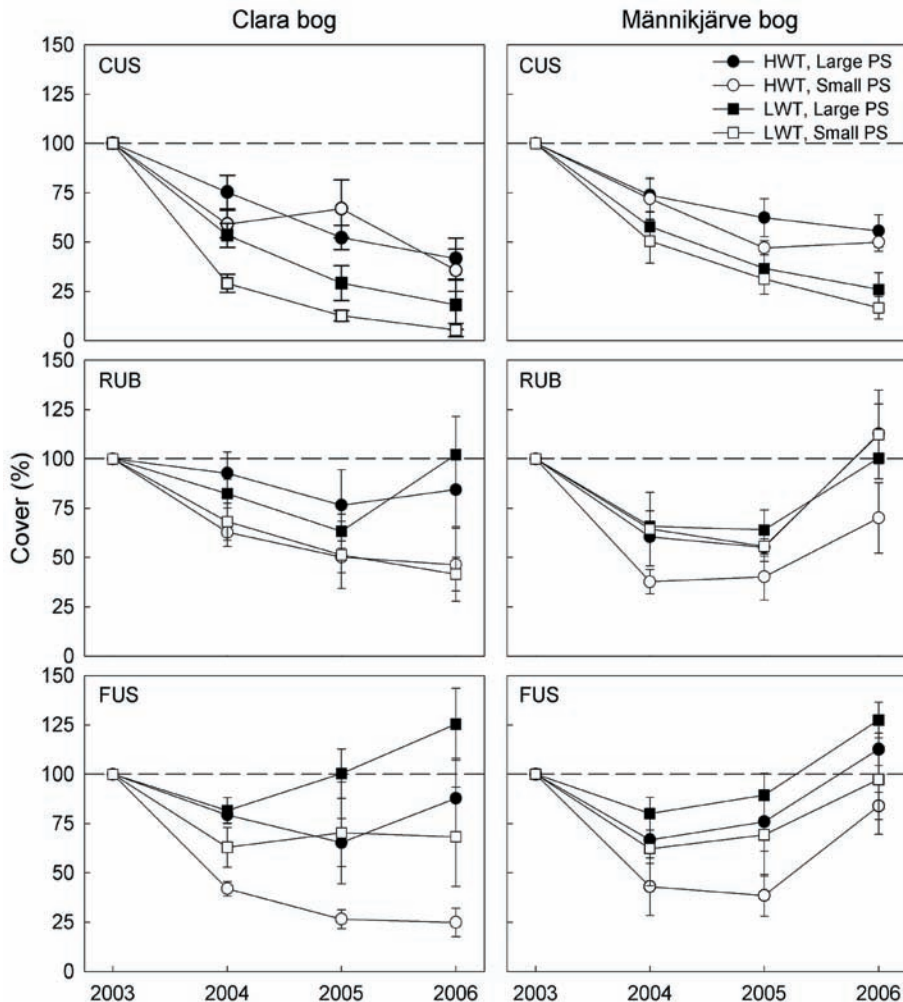 Clara bog
Männikjärve bog
150
125
100
75
50
25
0
CUS
CUS
HWT, Large PS
HWT, Small PS
LWT, Large PS
LWT, Small PS
Cover (%)
150
125
100
75
50
25
0
RUB
RUB
150
125
100
75
50
25
0
FUS
FUS
2003 2004 2005 2006
2003 2004 2005 2006